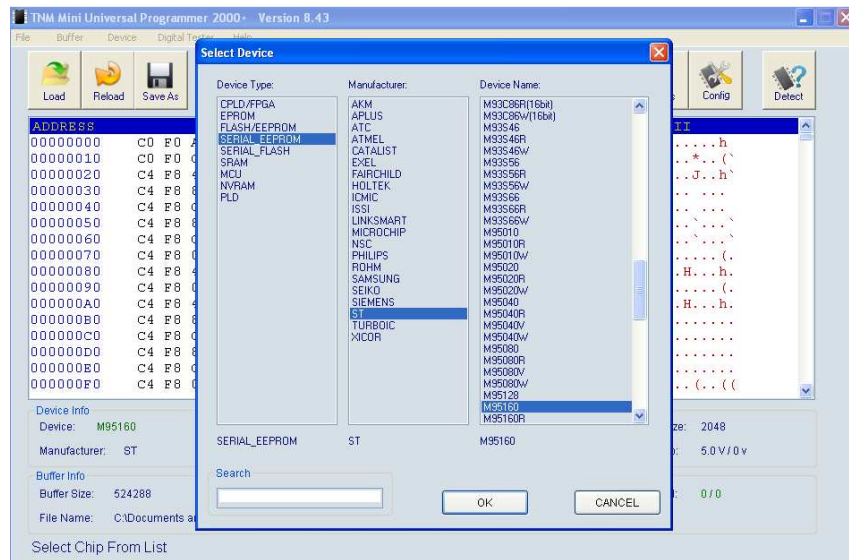 TNM Mini Universal Programmer 2000+ Version 8.43
File Buffer Device Digital Tester Help
Load Reload Save As Config Detect
Select Device
Device Type: Manufacturer: Device Name:
CPLD/FPGA
EPROM
FLASH/EEPROM
SERIAL_EEPROM
SERIAL_FLASH
SRAM
MCU
NVRAM
PLD
AKM
APLUS
ATC
ATMEL
CATALIST
EXEL
FAIRCHILD
HOLTEK
ICMIC
ISSI
LINKSMART
MICROCHIP
NSC
PHILIPS
ROHM
SAMSUNG
SEIKO
SIEMENS
ST
TURBOIC
XICOR
M93C86R(16bit)
M93C86W(16bit)
M93S46
M93S46R
M93S46W
M93S56
M93S56R
M93S56W
M93S66
M93S66R
M93S66W
M95010
M95010R
M95010W
M95020
M95020R
M95020W
M95040
M95040R
M95040V
M95040W
M95080
M95080R
M95080V
M95080W
M95128
M95160
M95160R
SERIAL_EEPROM ST M95160
Search
OK CANCEL
ADDRESS
00000000 C0 F0
00000010 C0 F0
00000020 C4 F8
00000030 C4 F8
00000040 C4 F8
00000050 C4 F8
00000060 C4 F8
00000070 C4 F8
00000080 C4 F8
00000090 C4 F8
000000A0 C4 F8
000000B0 C4 F8
000000C0 C4 F8
000000D0 C4 F8
000000E0 C4 F8
000000F0 C4 F8
Device Info
Device: M95160 2048
Manufacturer: ST 5.0 V / 0 v
Buffer Info
Buffer Size: 524288 0 / 0
File Name: C:\Documents
Select Chip From List